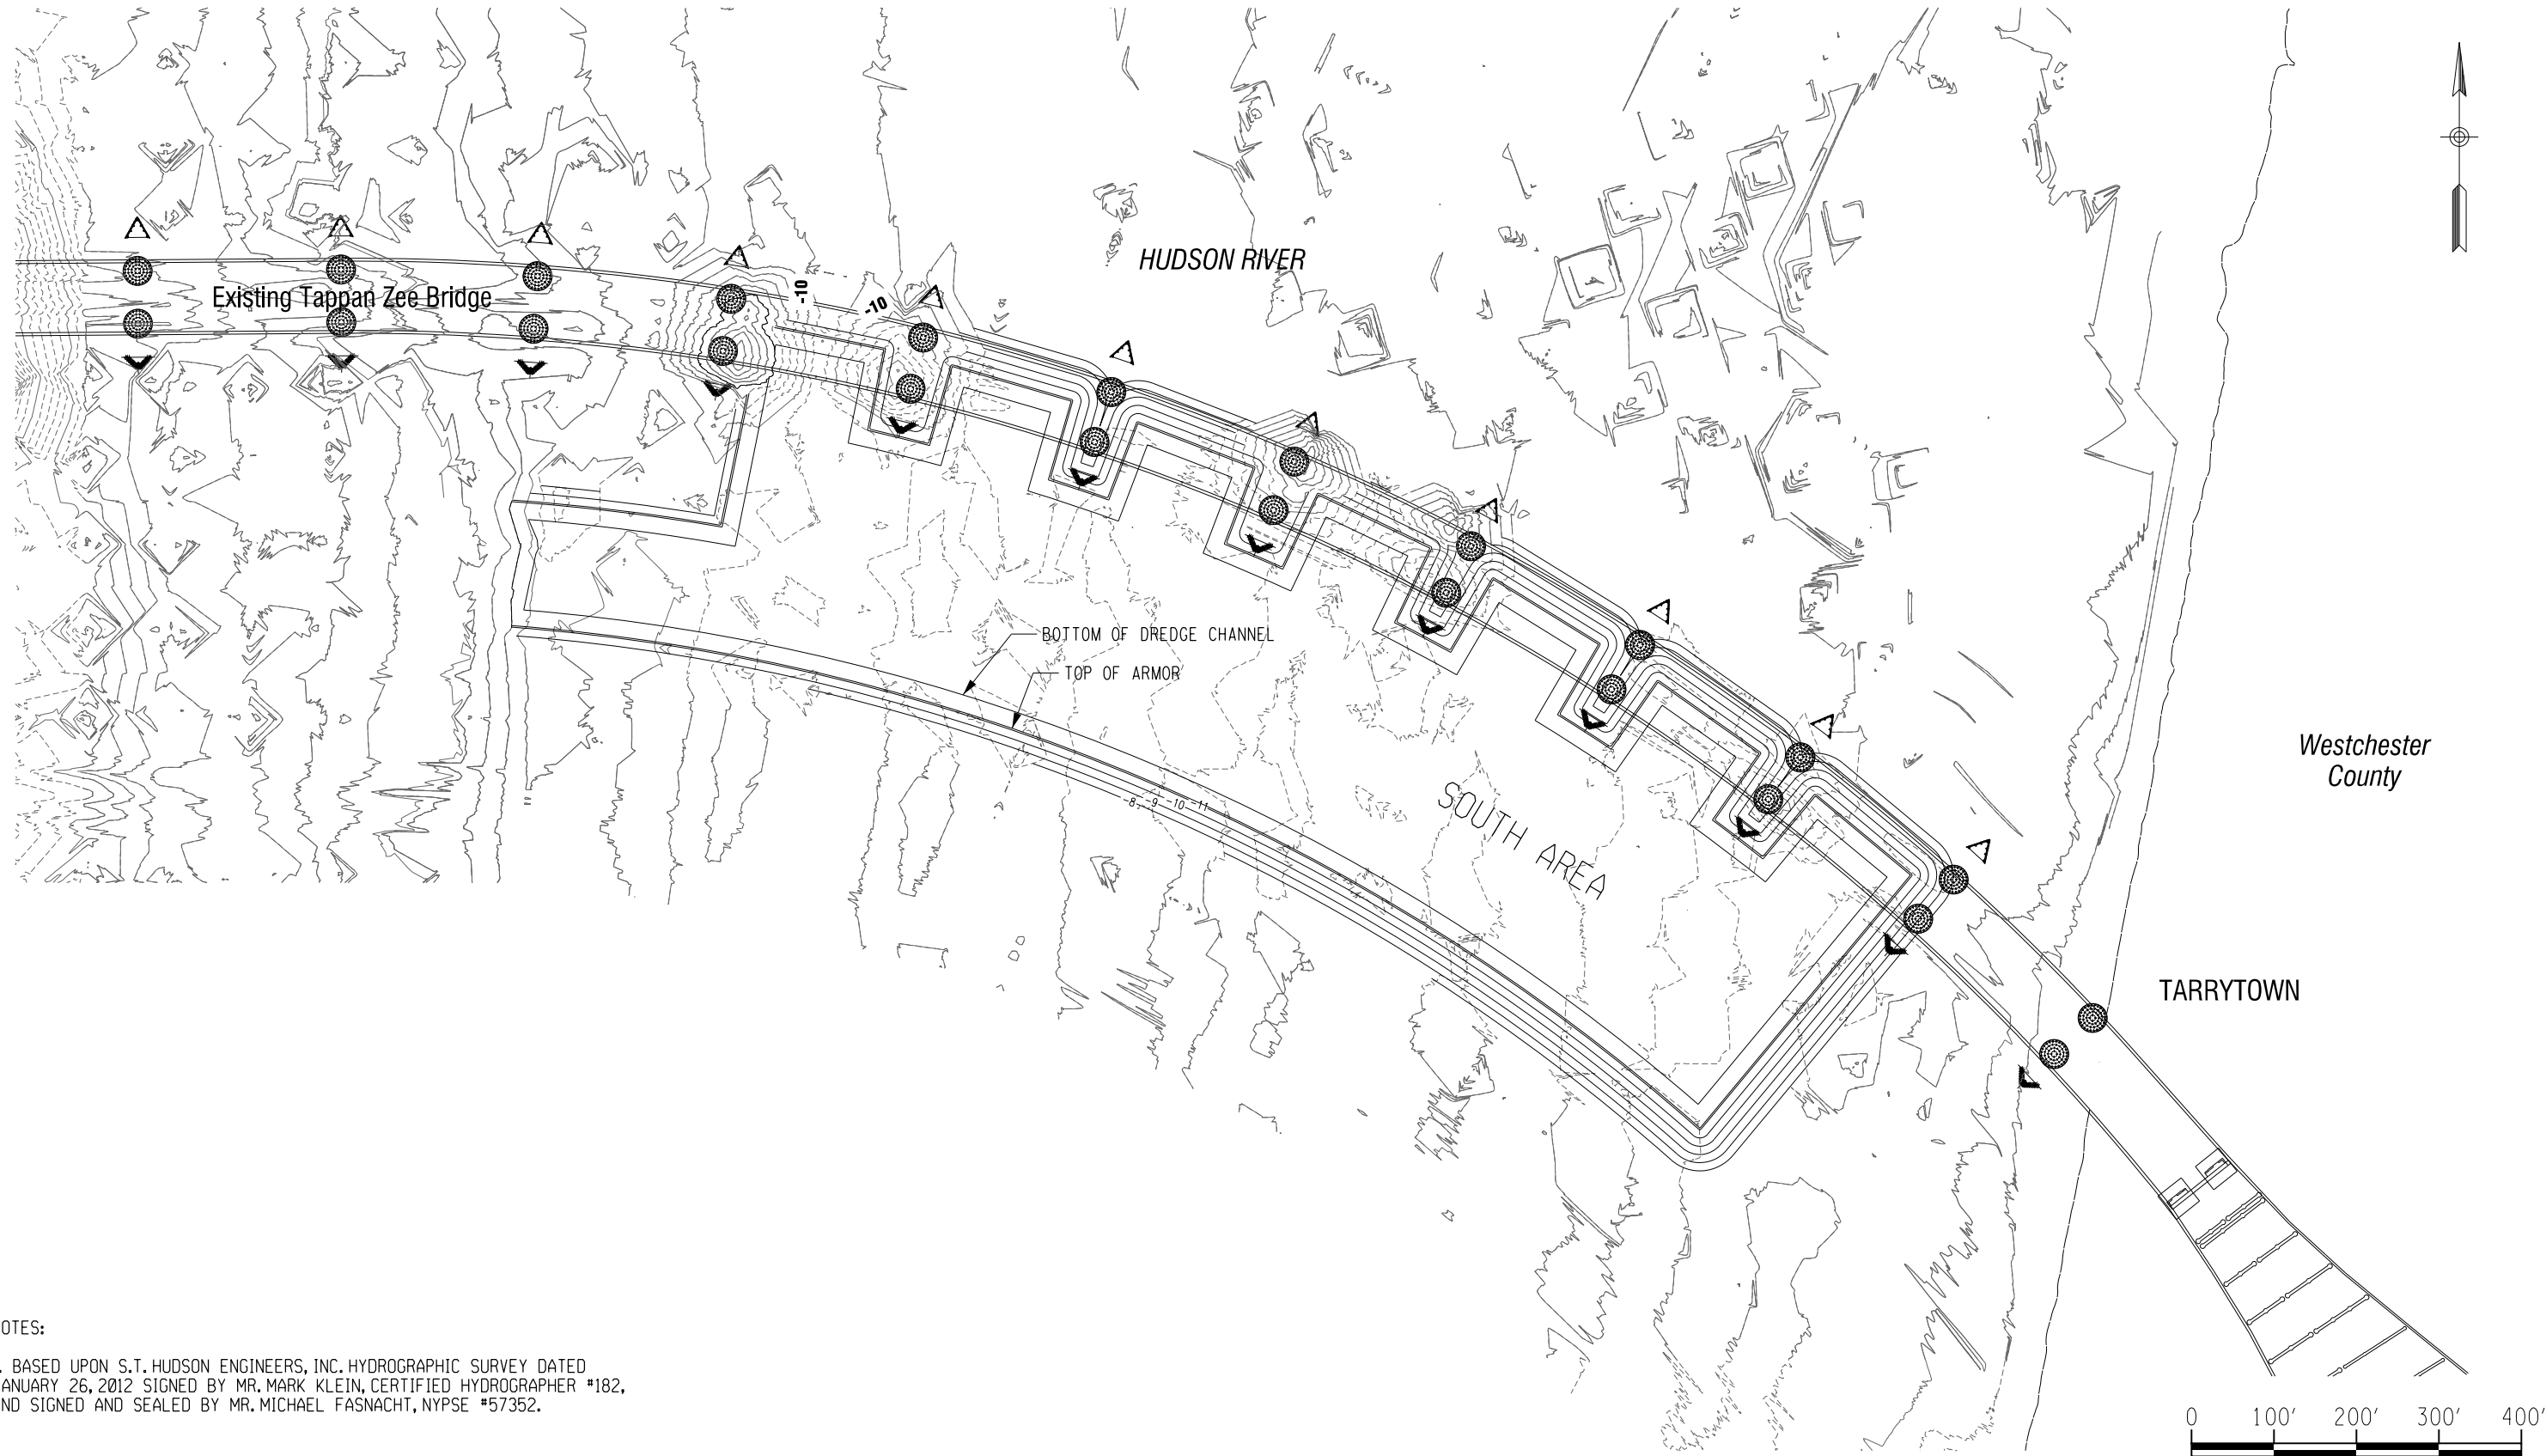 HUDSON RIVER
Existing Tappan Zee Bridge
-10
-10
BOTTOM OF DREDGE CHANNEL
TOP OF ARMOR
Westchester
County
-8, -9 -10 -11
SOUTH AREA
TARRYTOWN
OTES:
. BASED UPON S.T. HUDSON ENGINEERS, INC. HYDROGRAPHIC SURVEY DATED
ANUARY 26, 2012 SIGNED BY MR. MARK KLEIN, CERTIFIED HYDROGRAPHER #182,
ND SIGNED AND SEALED BY MR. MICHAEL FASNACHT, NYPSE #57352.
0 100' 200' 300' 400'